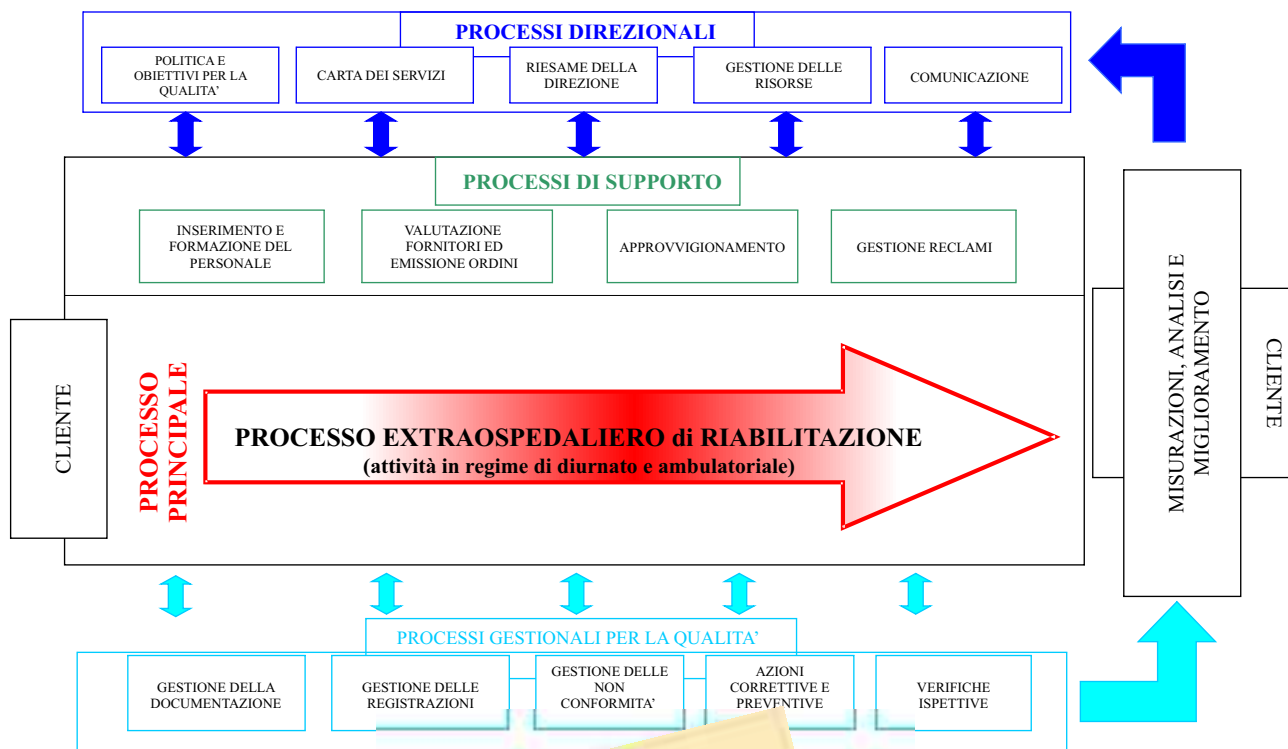 PROCESSI DIREZIONALI
POLITICA E
OBIETTIVI PER LA
QUALITA’
CARTA DEI SERVIZI
RIESAME DELLA
DIREZIONE
GESTIONE DELLE
RISORSE
COMUNICAZIONE
PROCESSI DI SUPPORTO
INSERIMENTO E
FORMAZIONE DEL
PERSONALE
VALUTAZIONE
FORNITORI ED
EMISSIONE ORDINI
APPROVVIGIONAMENTO
GESTIONE RECLAMI
CLIENTE
PROCESSO
PRINCIPALE
PROCESSO EXTRAOSPEDALIERO di RIABILITAZIONE
(attività in regime di diurnato e ambulatoriale)
MISURAZIONI, ANALISI E
MIGLIORAMENTO
CLIENTE
PROCESSI GESTIONALI PER LA QUALITA’
GESTIONE DELLA
DOCUMENTAZIONE
GESTIONE DELLE
REGISTRAZIONI
GESTIONE DELLE
NON
CONFORMITA’
AZIONI
CORRETTIVE E
PREVENTIVE
VERIFICHE
ISPETTIVE